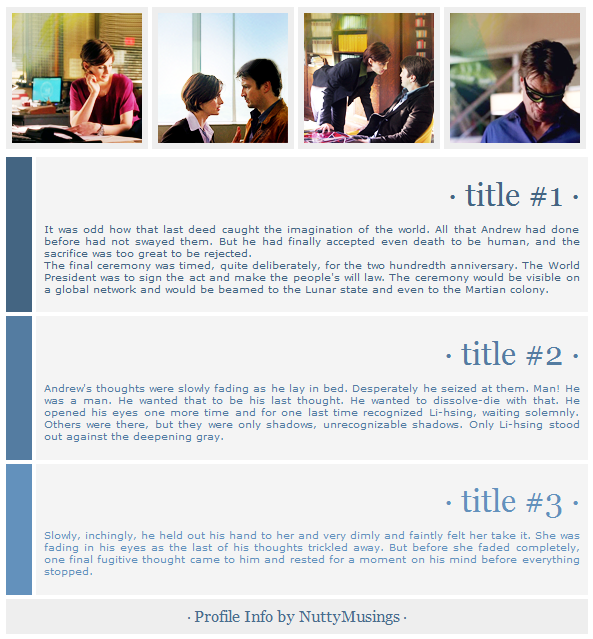 · title #1 ·
It was odd how that last deed caught the imagination of the world. All that Andrew had done
before had not swayed them. But he had finally accepted even death to be human, and the
sacrifice was too great to be rejected.
The final ceremony was timed, quite deliberately, for the two hundredth anniversary. The World
President was to sign the act and make the people's will law. The ceremony would be visible on
a global network and would be beamed to the Lunar state and even to the Martian colony.
· title #2 ·
Andrew's thoughts were slowly fading as he lay in bed. Desperately he seized at them. Man! He
was a man. He wanted that to be his last thought. He wanted to dissolve-die with that. He
opened his eyes one more time and for one last time recognized Li-hsing, waiting solemnly.
Others were there, but they were only shadows, unrecognizable shadows. Only Li-hsing stood
out against the deepening gray.
· title #3 ·
Slowly, inchingly, he held out his hand to her and very dimly and faintly felt her take it. She was
fading in his eyes as the last of his thoughts trickled away. But before she faded completely,
one final fugitive thought came to him and rested for a moment on his mind before everything
stopped.
· Profile Info by NuttyMusings ·